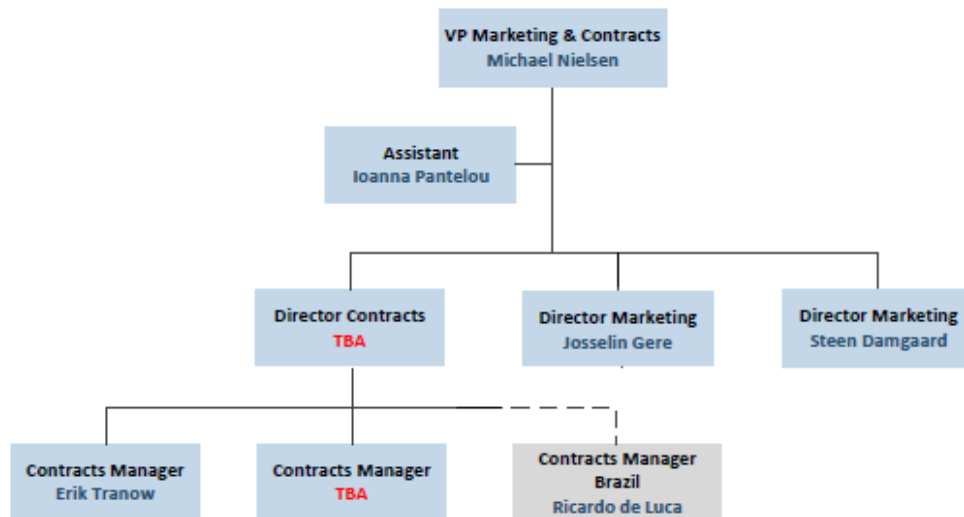 VP Marketing & Contracts
Michael Nielsen
Assistant
Ioanna Pantelou
Director Contracts
TBA
Director Marketing
Josselin Gere
Director Marketing
Steen Damgaard
Contracts Manager
Erik Tranow
Contracts Manager
TBA
Contracts Manager
Brazil
Ricardo de Luca